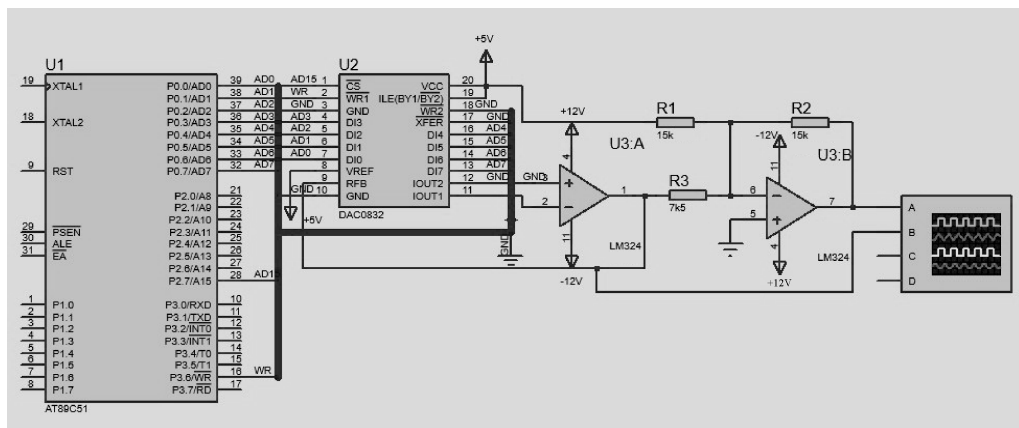 U1
19 XTAL1
18 XTAL2
9 RST
29 PSEN
30 ALE
31 EA
1 P1.0
2 P1.1
3 P1.2
4 P1.3
5 P1.4
6 P1.5
7 P1.6
8 P1.7
P0.0/AD0 39 AD0
P0.1/AD1 38 AD1
P0.2/AD2 37 AD2
P0.3/AD3 36 AD3
P0.4/AD4 35 AD4
P0.5/AD5 34 AD5
P0.6/AD6 33 AD6
P0.7/AD7 32 AD7
P2.0/A8 21
P2.1/A9 22
P2.2/A10 23
P2.3/A11 24
P2.4/A12 25
P2.5/A13 26
P2.6/A14 27
P2.7/A15 28 AD15
P3.0/RXD 10
P3.1/TXD 11
P3.2/INT0 12
P3.3/INT1 13
P3.4/T0 14
P3.5/T1 15
P3.6/WR 16 WR
P3.7/RD 17
AT89C51
U2
AD15 1 CS
WR 2 WR1
GND 3 GND
AD3 4 DI3
AD2 5 DI2
AD1 6 DI1
AD0 7 DI0
8 VREF
9 RFB
GND 10 GND
+5V
VCC 20
ILE(BY1/BY2) 19
WR2 18 GND
XFER 17 GND
DI4 16 AD4
DI5 15 AD5
DI6 14 AD6
DI7 13 AD7
IOUT2 12 GND
IOUT1 11
DAC0832
+5V
GND
+12V
U3:A
GND 3
2
4
1
11
LM324
-12V
R1
15k
R2
15k
R3
7k5
-12V
U3:B
11
6
5
7
4
LM324
+12V
A
B
C
D